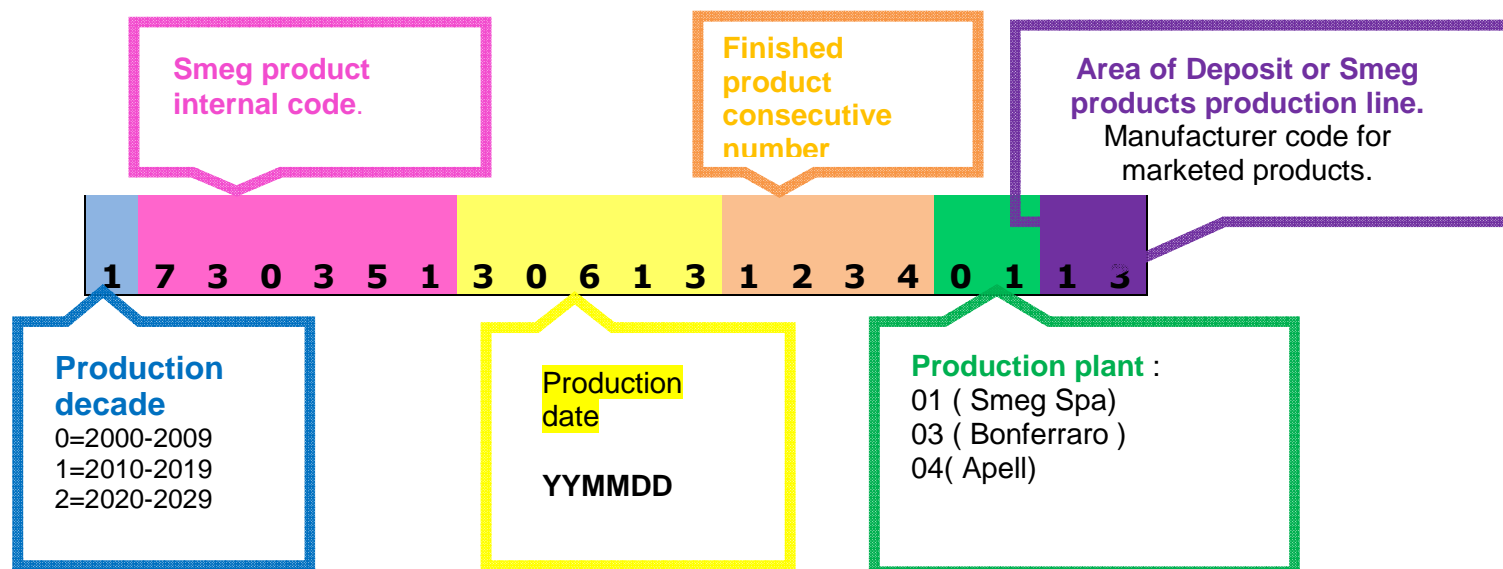 Smeg product
internal code.
Finished
product
consecutive
number
Area of Deposit or Smeg
products production line.
Manufacturer code for
marketed products.
1 7 3 0 3 5 1 3 0 6 1 3 1 2 3 4 0 1 1 3
Production
decade
0=2000-2009
1=2010-2019
2=2020-2029
Production
date
YYMMDD
Production plant :
01 ( Smeg Spa)
03 ( Bonferraro )
04( Apell)